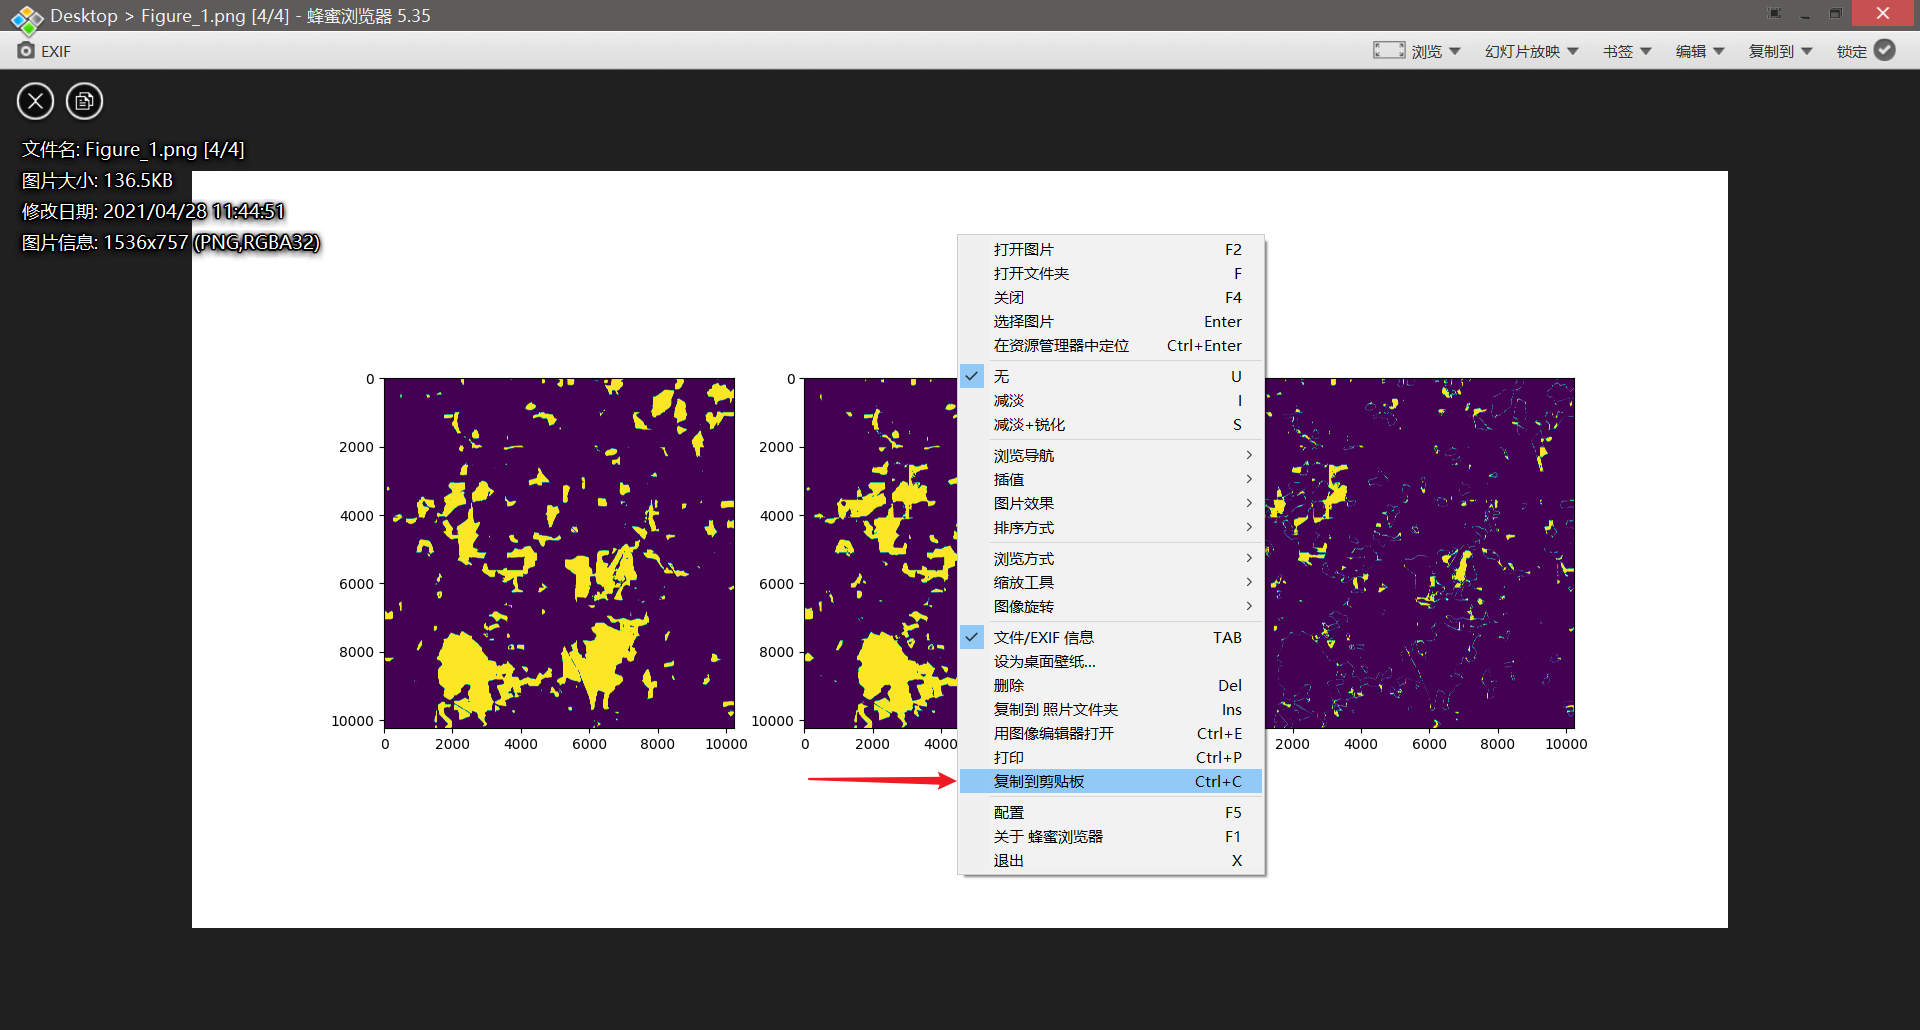 Desktop > Figure_1.png [4/4] - 蜂蜜浏览器 5.35
EXIF
浏览
幻灯片放映
书签
编辑
复制到
锁定
文件名: Figure_1.png [4/4]
图片大小: 136.5KB
修改日期: 2021/04/28 11:44:51
图片信息: 1536x757 (PNG,RGBA32)
0
2000
4000
6000
8000
10000
0 2000 4000 6000 8000 10000
0
2000
4000
6000
8000
10000
0 2000 4000
2000 4000 6000 8000 10000
打开图片 F2
打开文件夹 F
关闭 F4
选择图片 Enter
在资源管理器中定位 Ctrl+Enter
无 U
减淡 I
减淡+锐化 S
浏览导航
插值
图片效果
排序方式
浏览方式
缩放工具
图像旋转
文件/EXIF 信息 TAB
设为桌面壁纸...
删除 Del
复制到 照片文件夹 Ins
用图像编辑器打开 Ctrl+E
打印 Ctrl+P
复制到剪贴板 Ctrl+C
配置 F5
关于 蜂蜜浏览器 F1
退出 X